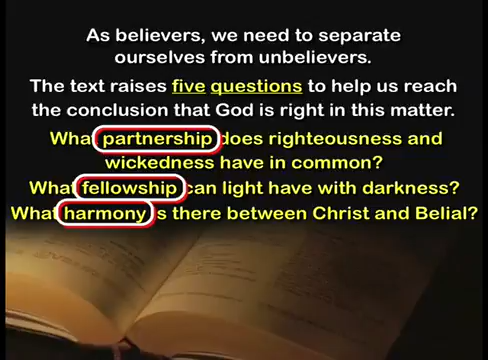 As believers, we need to separate
ourselves from unbelievers.
The text raises five questions to help us reach
the conclusion that God is right in this matter.
What partnership does righteousness and
wickedness have in common?
What fellowship can light have with darkness?
What harmony is there between Christ and Belial?